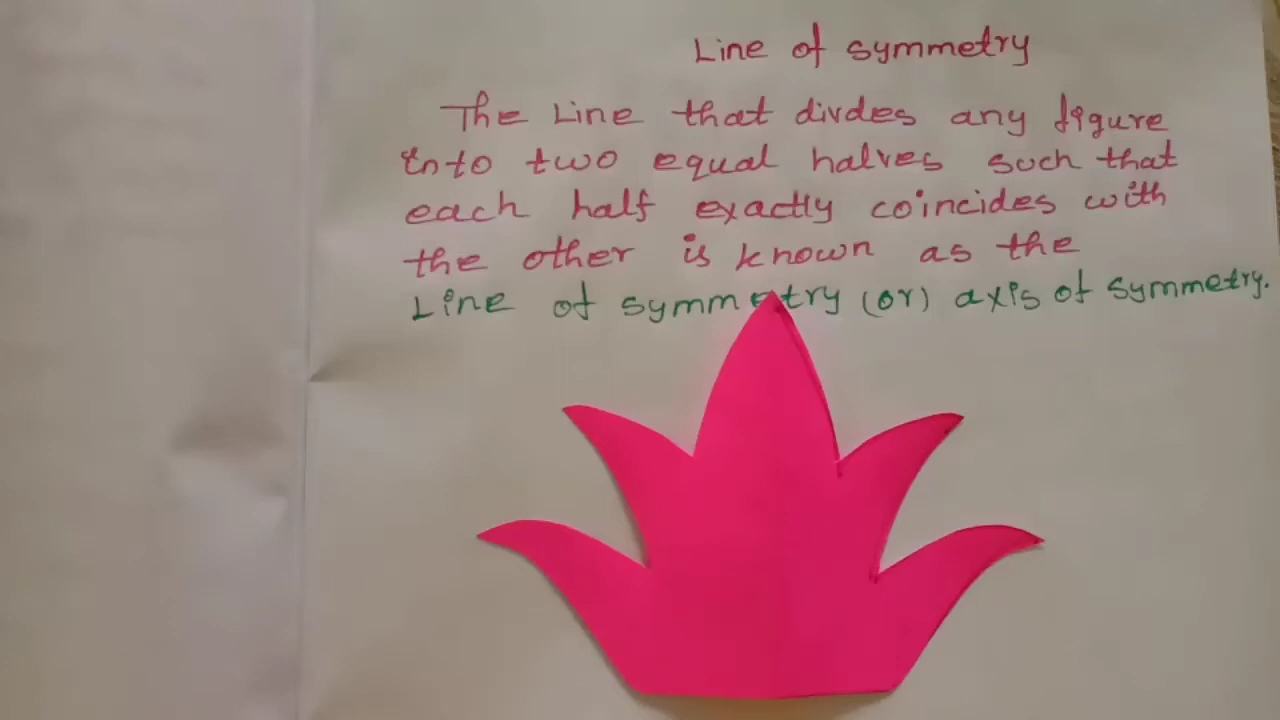 Line of symmetry
The Line that divdes any figure
into two equal halves such that
each half exactly coincides with
the other is known as the
Line of symmetry (or) axis of symmetry.